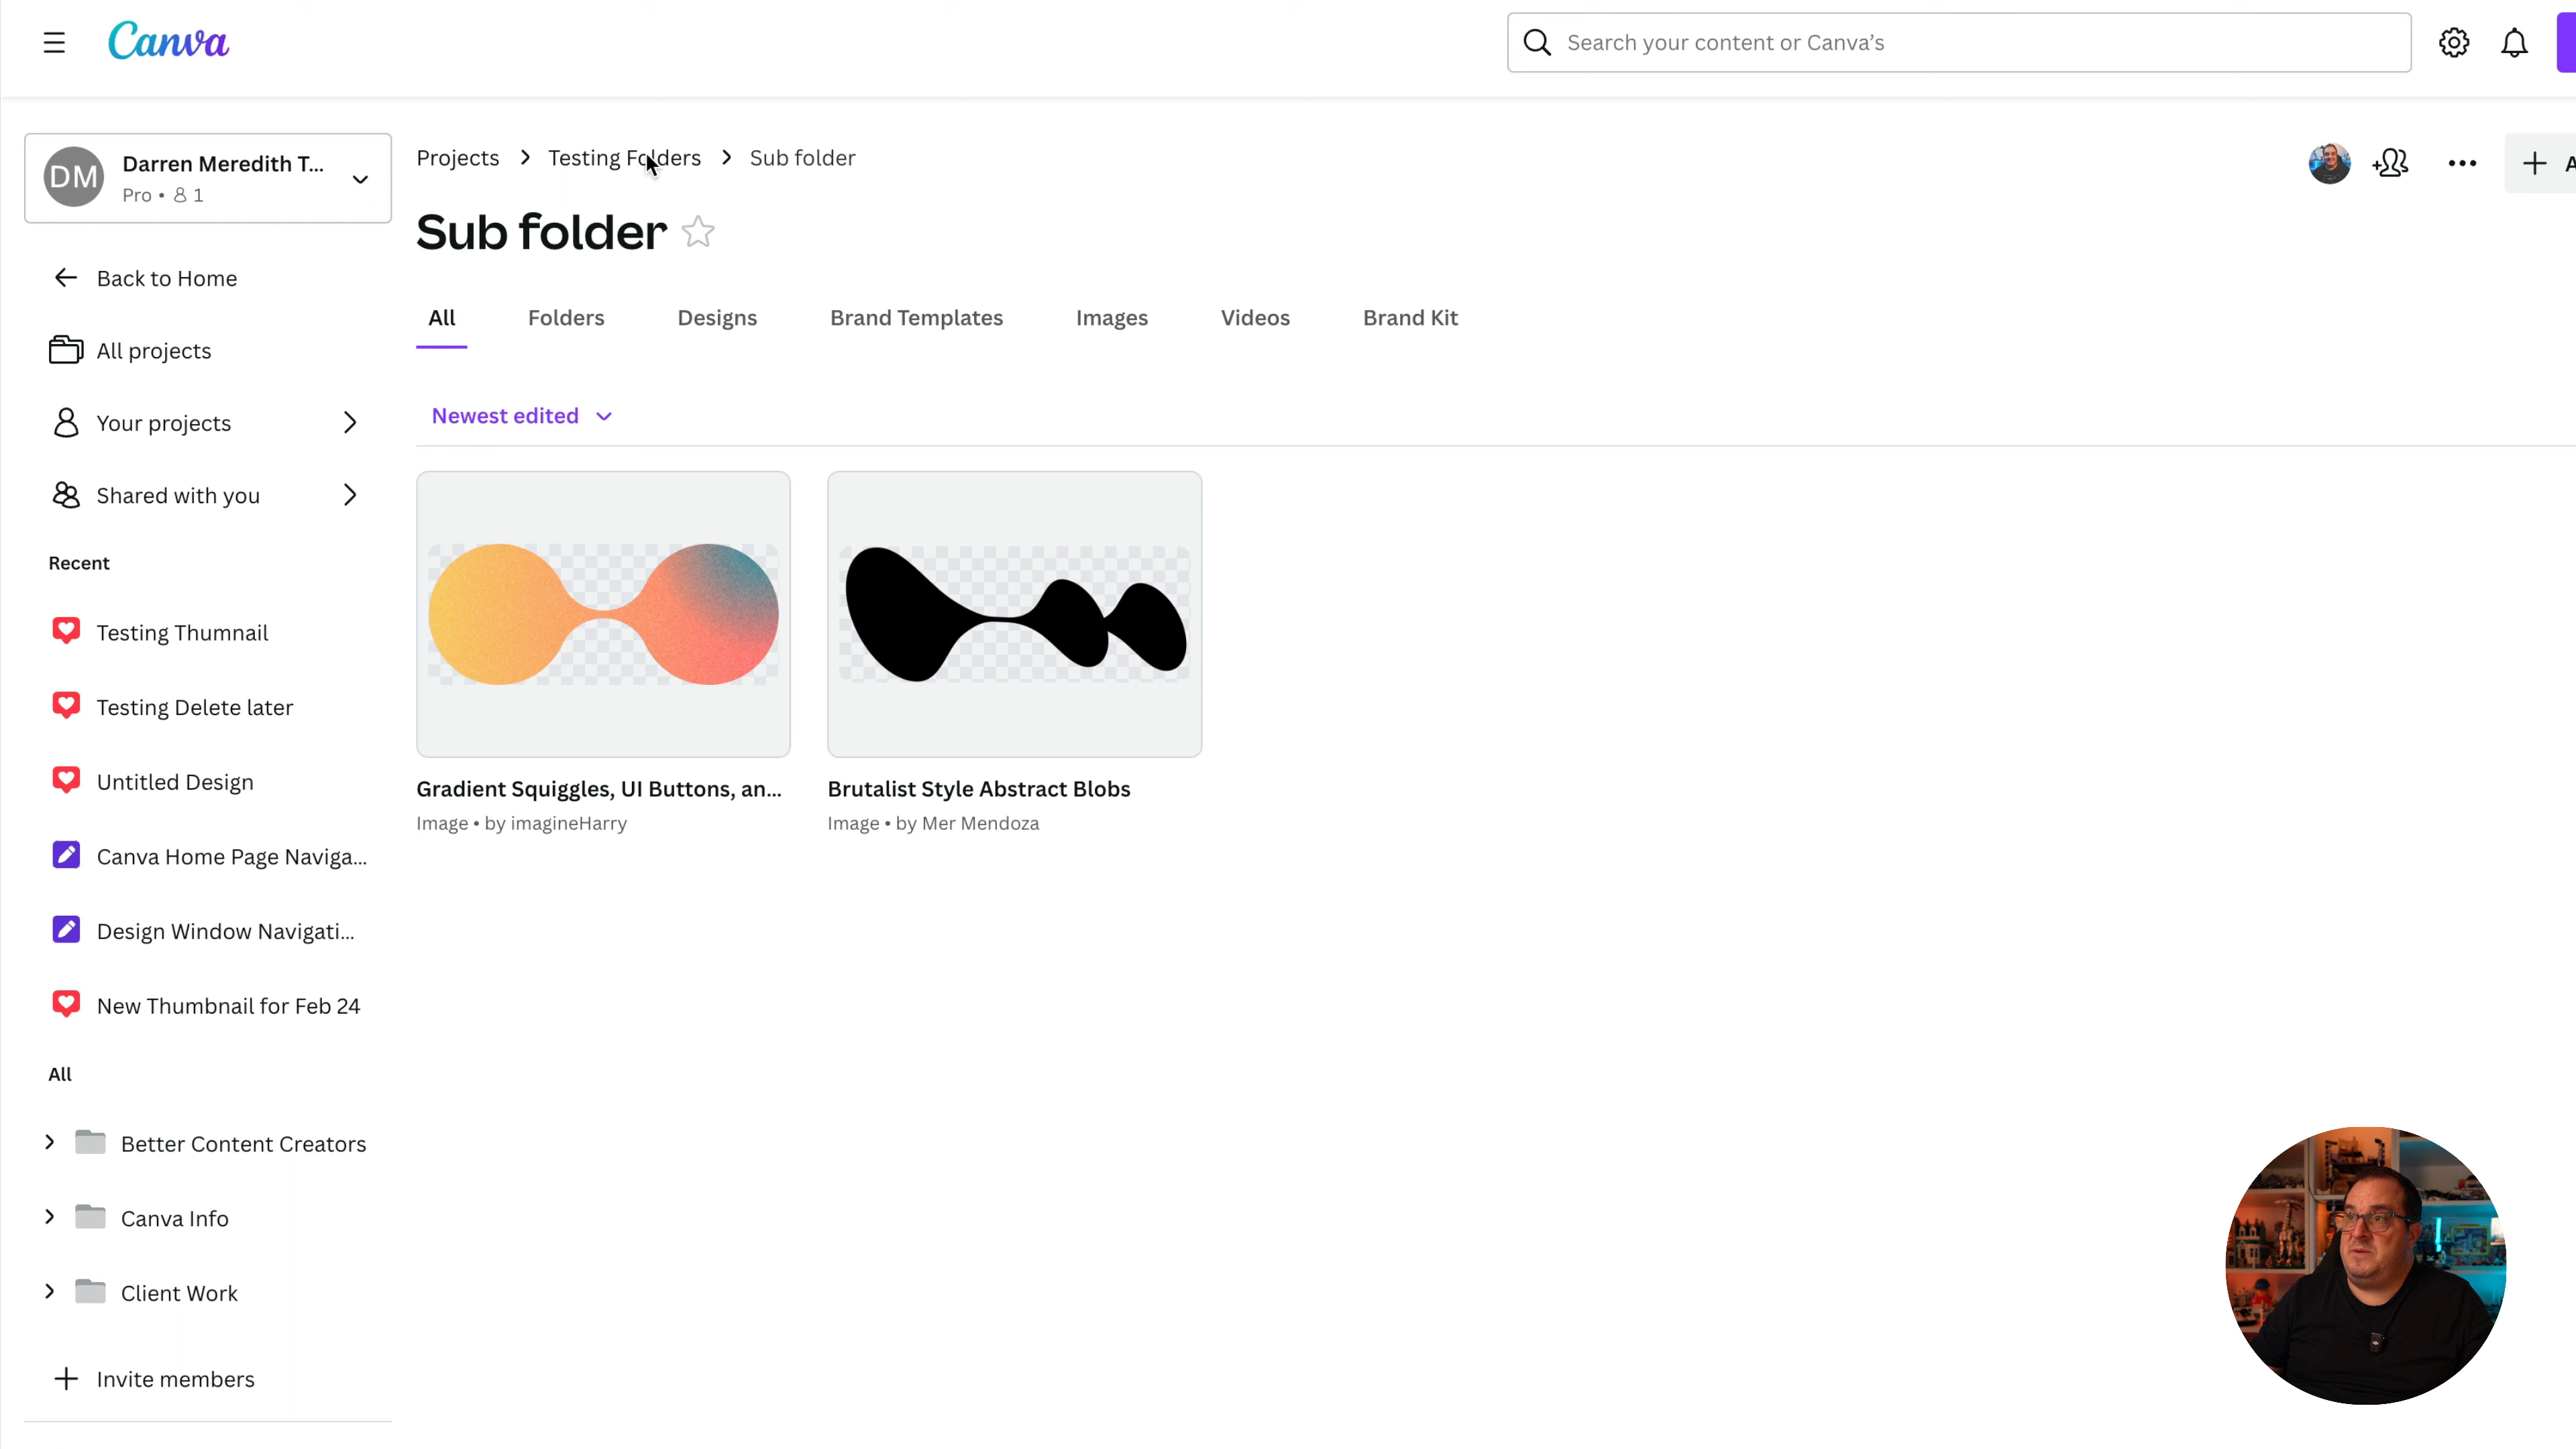 Canva
Search your content or Canva's
DM
Darren Meredith T...
Pro • 1
Projects > Testing Folders > Sub folder
Sub folder
Back to Home
All projects
Your projects
Shared with you
All
Folders
Designs
Brand Templates
Images
Videos
Brand Kit
Newest edited
Recent
Testing Thumnail
Testing Delete later
Untitled Design
Canva Home Page Naviga...
Design Window Navigati...
New Thumbnail for Feb 24
Gradient Squiggles, UI Buttons, an...
Image • by imagineHarry
Brutalist Style Abstract Blobs
Image • by Mer Mendoza
All
Better Content Creators
Canva Info
Client Work
Invite members